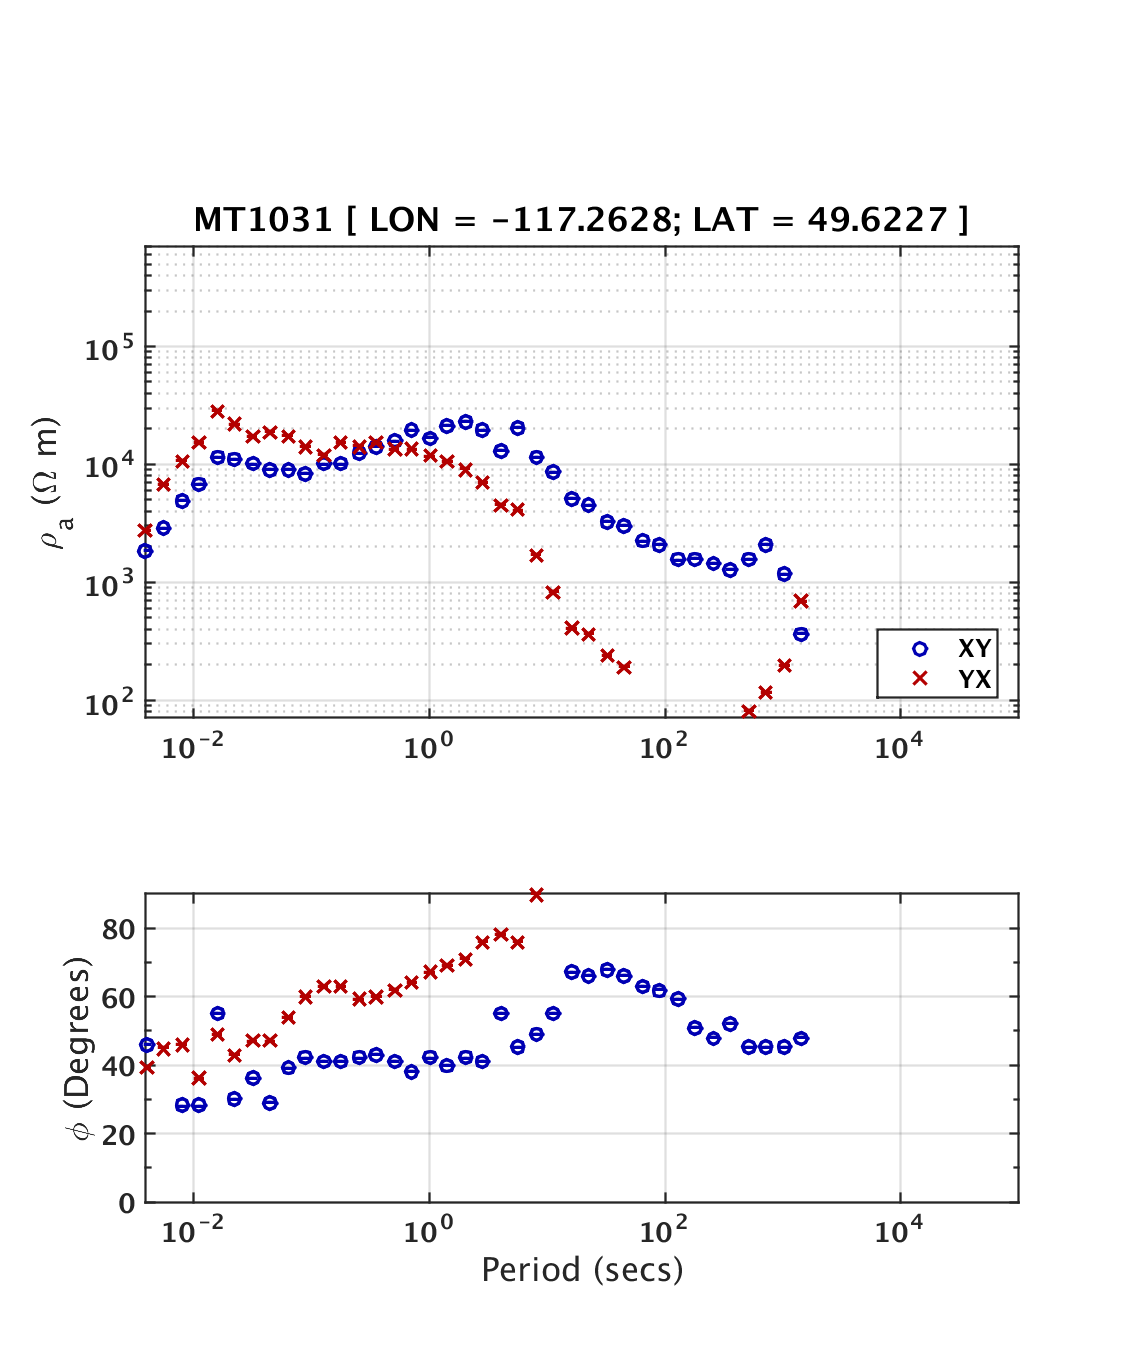 MT1031 [ LON = -117.2628; LAT = 49.6227 ]
10^5
10^4
10^3
10^2
ρ_a (Ω m)
XY
YX
10^-2 10^0 10^2 10^4
80
60
40
20
0
φ (Degrees)
10^-2 10^0 10^2 10^4
Period (secs)